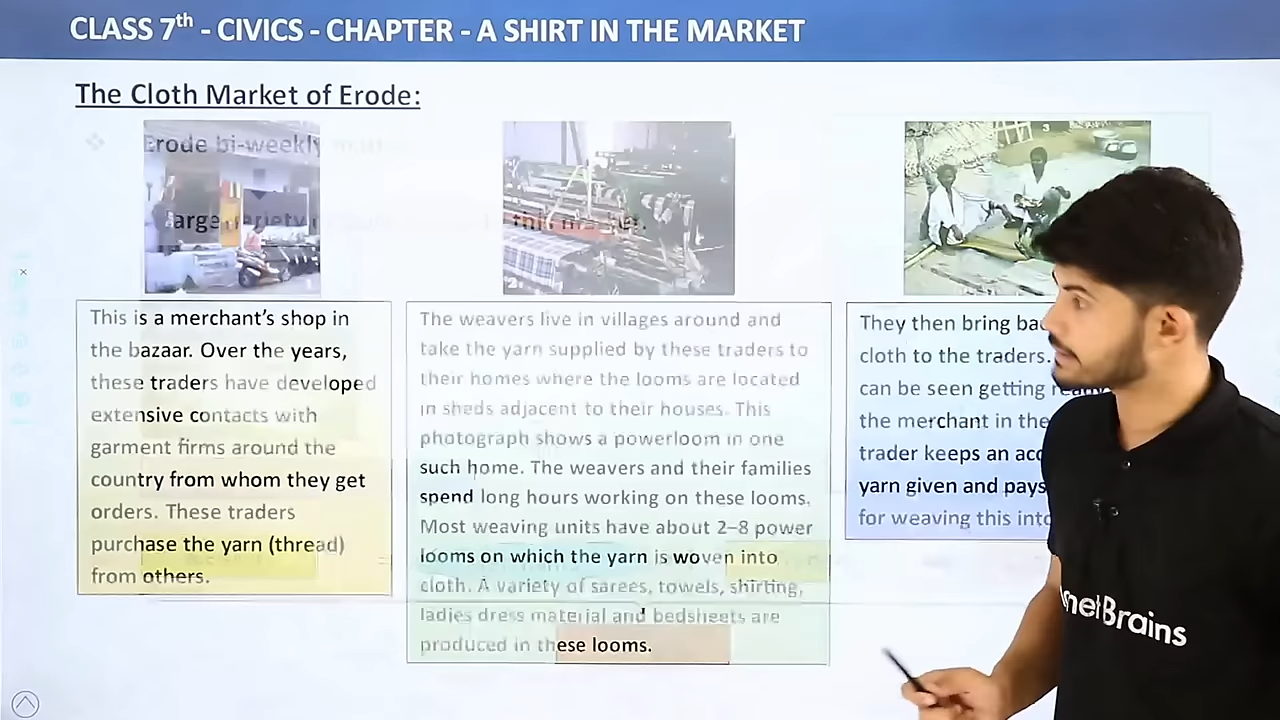 CLASS 7th - CIVICS - CHAPTER - A SHIRT IN THE MARKET
The Cloth Market of Erode:
Erode bi-weekly
large variety
this market.
This is a merchant’s shop in
the bazaar. Over the years,
these traders have developed
extensive contacts with
garment firms around the
country from whom they get
orders. These traders
purchase the yarn (thread)
from others.
2
The weavers live in villages around and
take the yarn supplied by these traders to
their homes where the looms are located
in sheds adjacent to their houses. This
photograph shows a powerloom in one
such home. The weavers and their families
spend long hours working on these looms.
Most weaving units have about 2–8 power
looms on which the yarn is woven into
cloth. A variety of sarees, towels, shirting,
ladies dress material and bedsheets are
produced in these looms.
3
They then bring
cloth to the traders.
can be seen getting
the merchant in the
trader keeps an
yarn given and pays
for weaving this into
netBrains